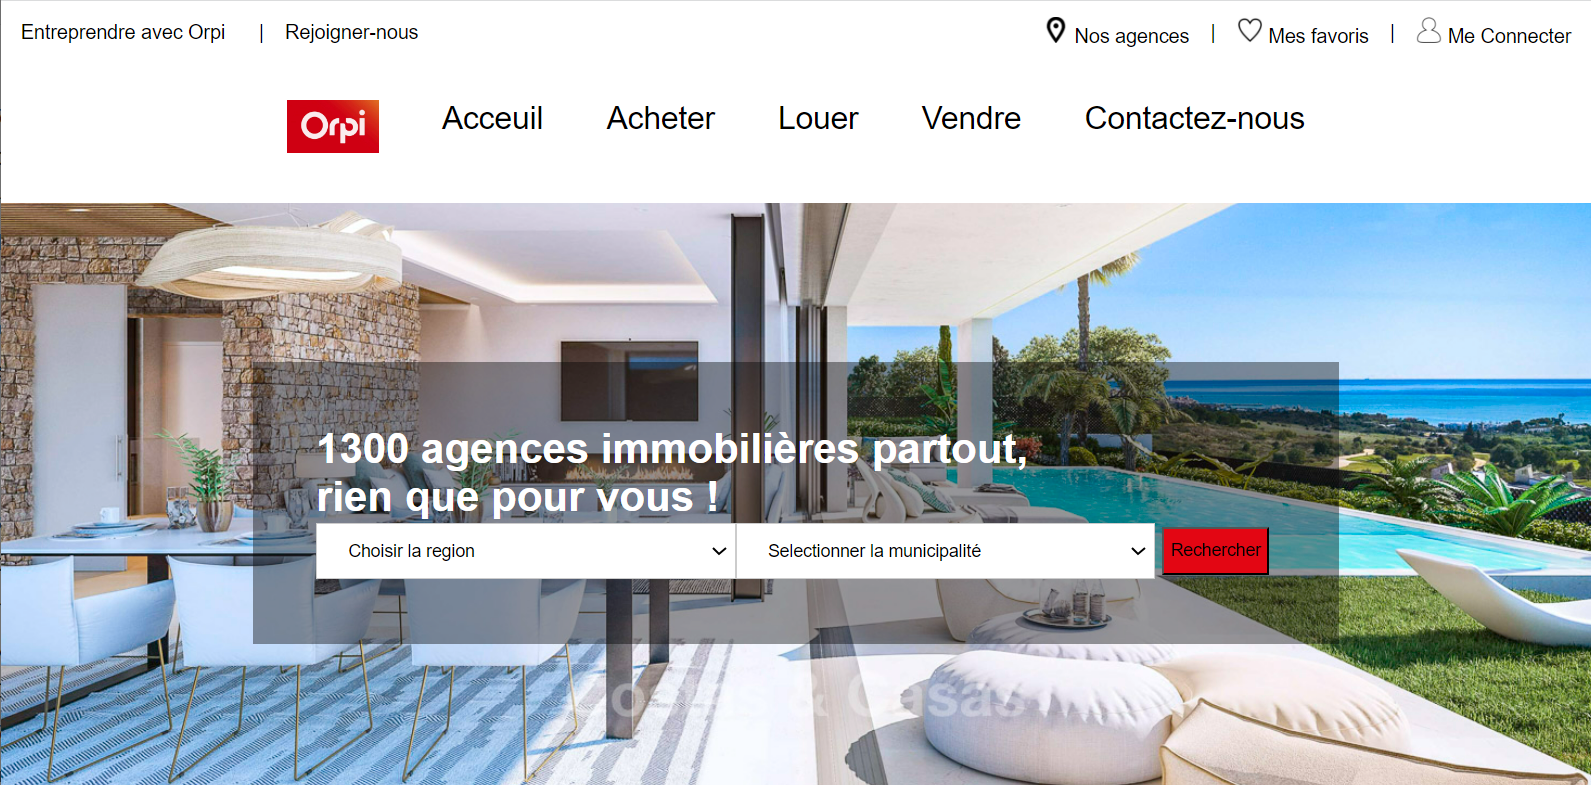 Entreprendre avec Orpi | Rejoigner-nous
Nos agences | Mes favoris | Me Connecter
Orpi
Acceuil Acheter Louer Vendre Contactez-nous
1300 agences immobilières partout,
rien que pour vous !
Choisir la region
Selectionner la municipalité
Rechercher
& Casas